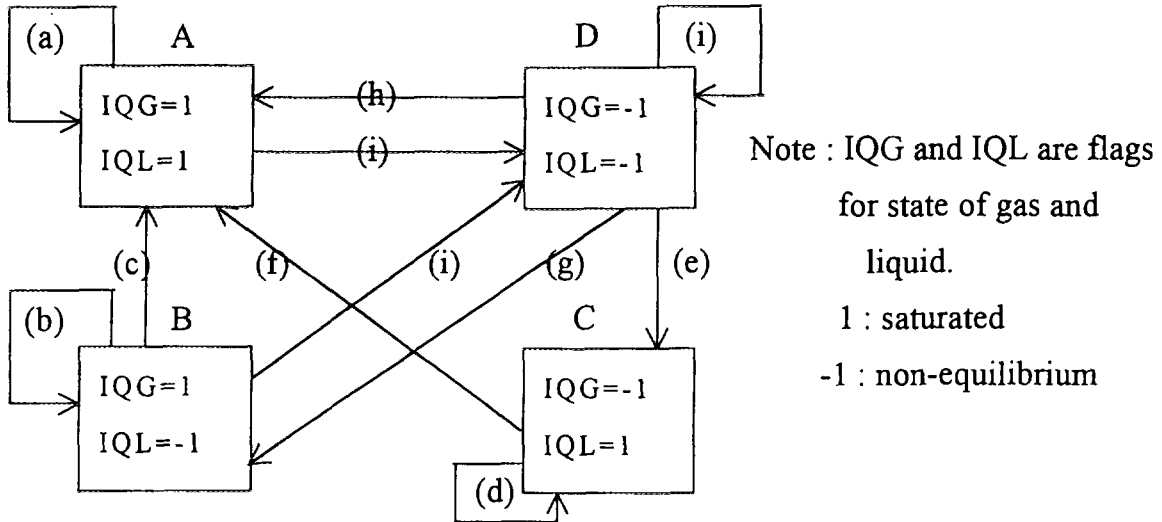 (a)
A
D
(i)
IQG=1
IQL=1
(h)
(i)
IQG=-1
IQL=-1
Note : IQG and IQL are flags
for state of gas and
liquid.
1 : saturated
-1 : non-equilibrium
(c)
(f)
(i)
(g)
(e)
(b)
B
C
IQG=1
IQL=-1
IQG=-1
IQL=1
(d)